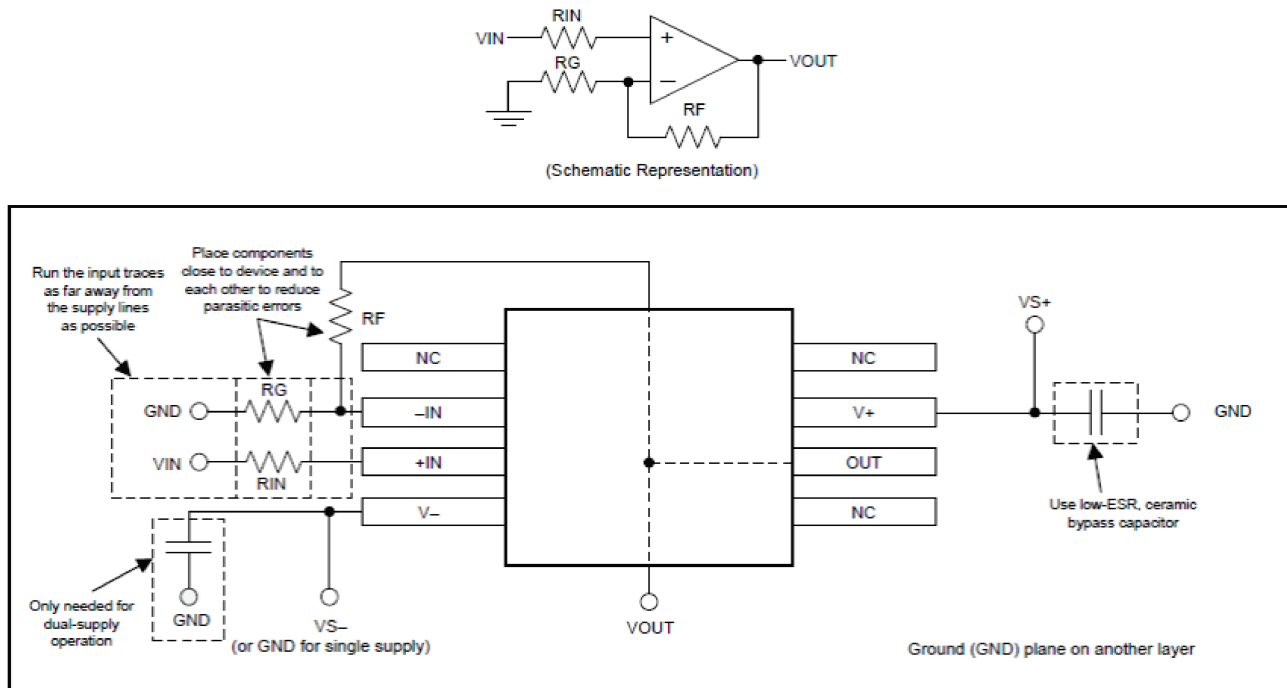 RIN
VIN
+
RG
–
VOUT
RF
(Schematic Representation)
Run the input traces
as far away from
the supply lines
as possible
Place components
close to device and to
each other to reduce
parasitic errors
RF
VS+
NC
NC
RG
GND
–IN
V+
GND
VIN
+IN
OUT
RIN
V–
NC
Use low-ESR, ceramic
bypass capacitor
Only needed for
dual-supply
operation
GND
VS–
(or GND for single supply)
VOUT
Ground (GND) plane on another layer